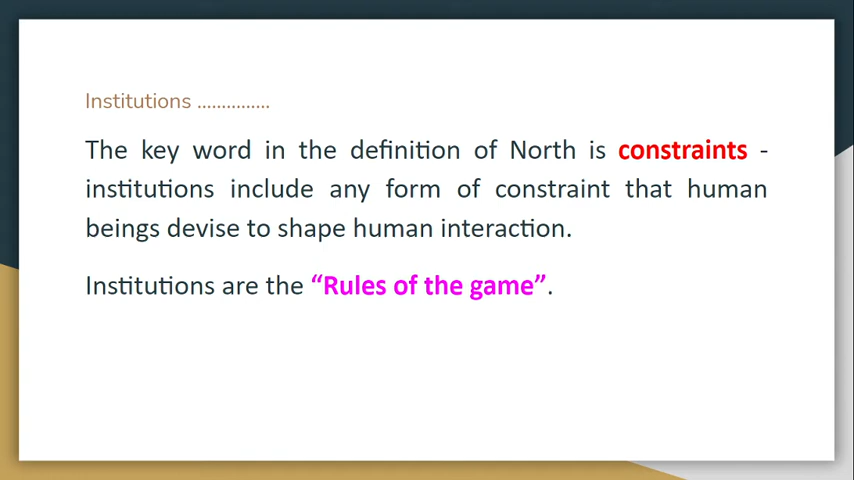 Institutions ...............
The key word in the definition of North is constraints -
institutions include any form of constraint that human
beings devise to shape human interaction.
Institutions are the “Rules of the game”.